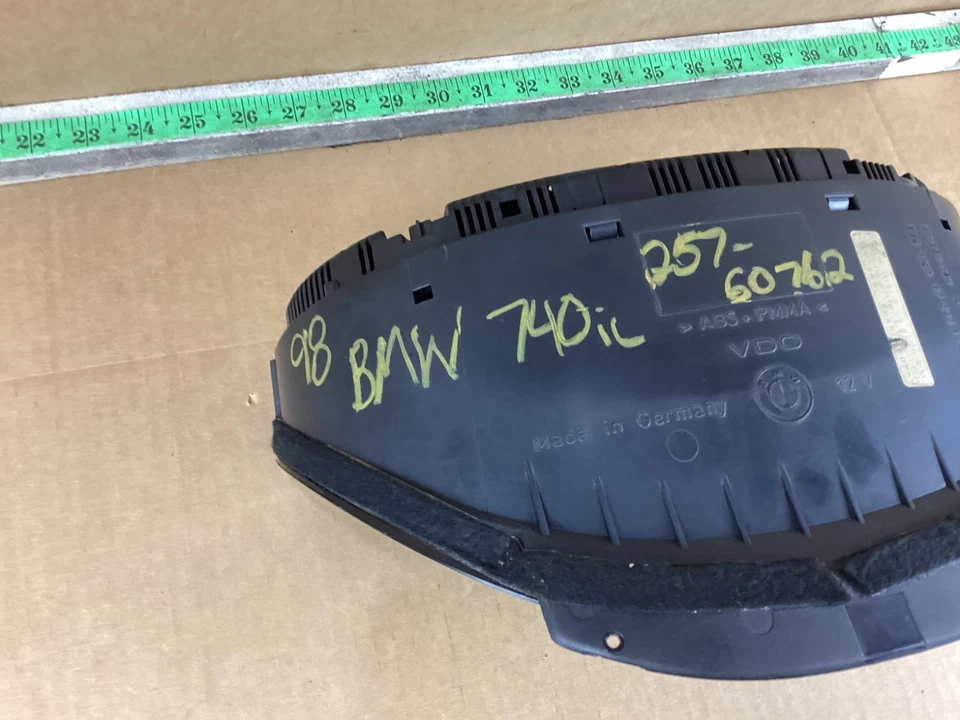 22 23 24 25 26 27 28 29 30 31 32 33 34 35 36 37 38 39 40 41 42 43
257-
60762
98 BMW 740iL
> ABS + PMMA <
VDO
Made in Germany
12 V